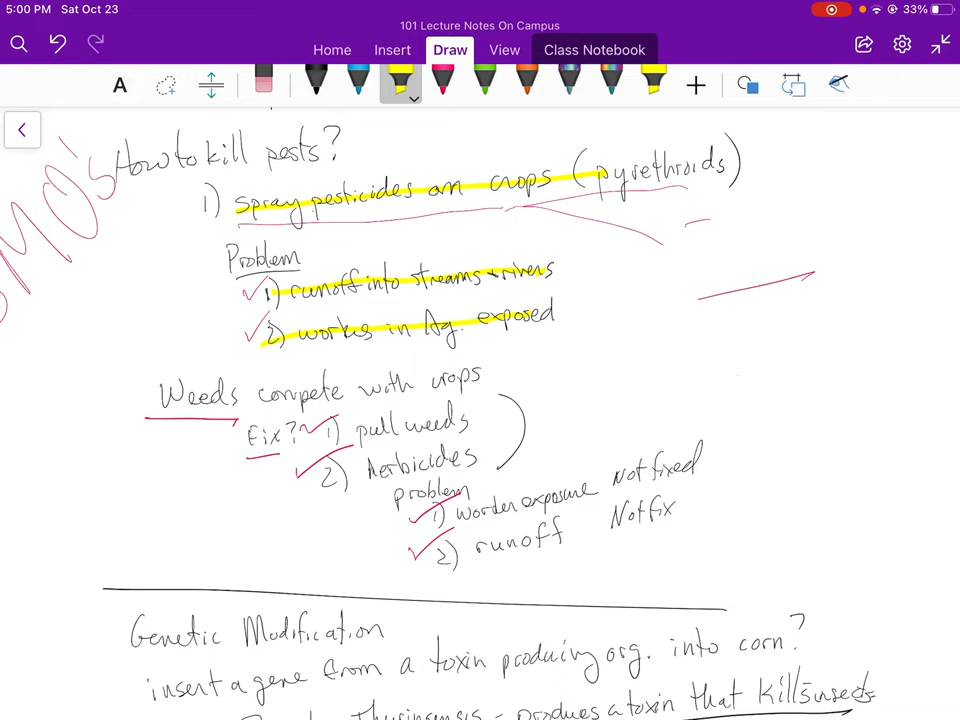 5:00 PM Sat Oct 23
33%
101 Lecture Notes On Campus
Home Insert Draw View Class Notebook
A
MO's
How to kill pests?
1) spray pesticides on crops (pyrethroids)
Problem
1) runoff into streams + rivers
2) works in Ag. exposed
Weeds compete with crops
Fix? 1) pull weeds
2) Herbicides
problem
1) worder exposure Not fixed
2) runoff Not fix
Genetic Modification
insert a gene from a toxin producing org. into corn?
- produces a toxin that kills insects